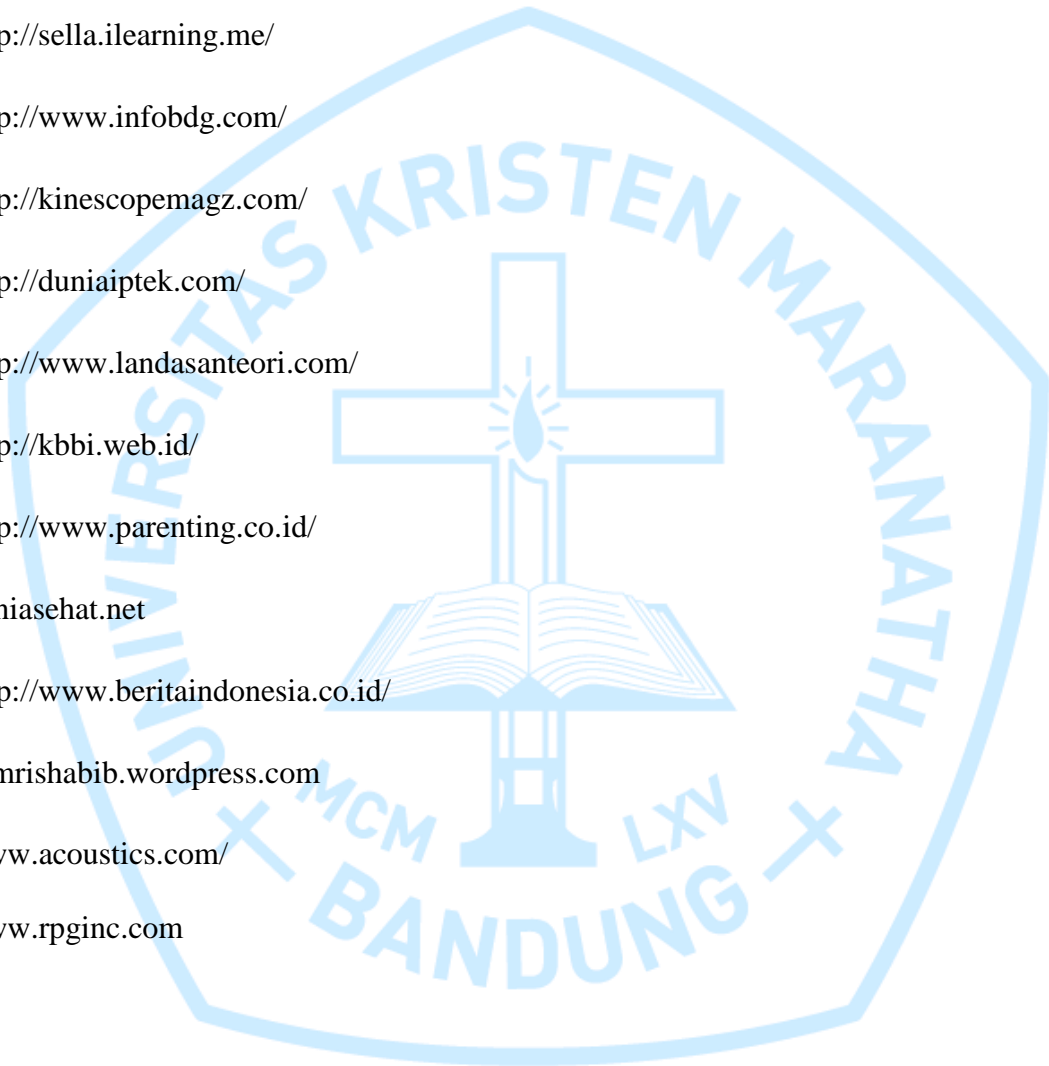 p://sella.ilearning.me/
p://www.infobdg.com/
p://kinescopemagz.com/
p://duniaiptek.com/
p://www.landasanteori.com/
p://kbbi.web.id/
p://www.parenting.co.id/
niasehat.net
p://www.beritaindonesia.co.id/
mrishabib.wordpress.com
w.acoustics.com/
w.rpginc.com
UNIVERSITAS KRISTEN MARANATHA
MCM LXV
BANDUNG